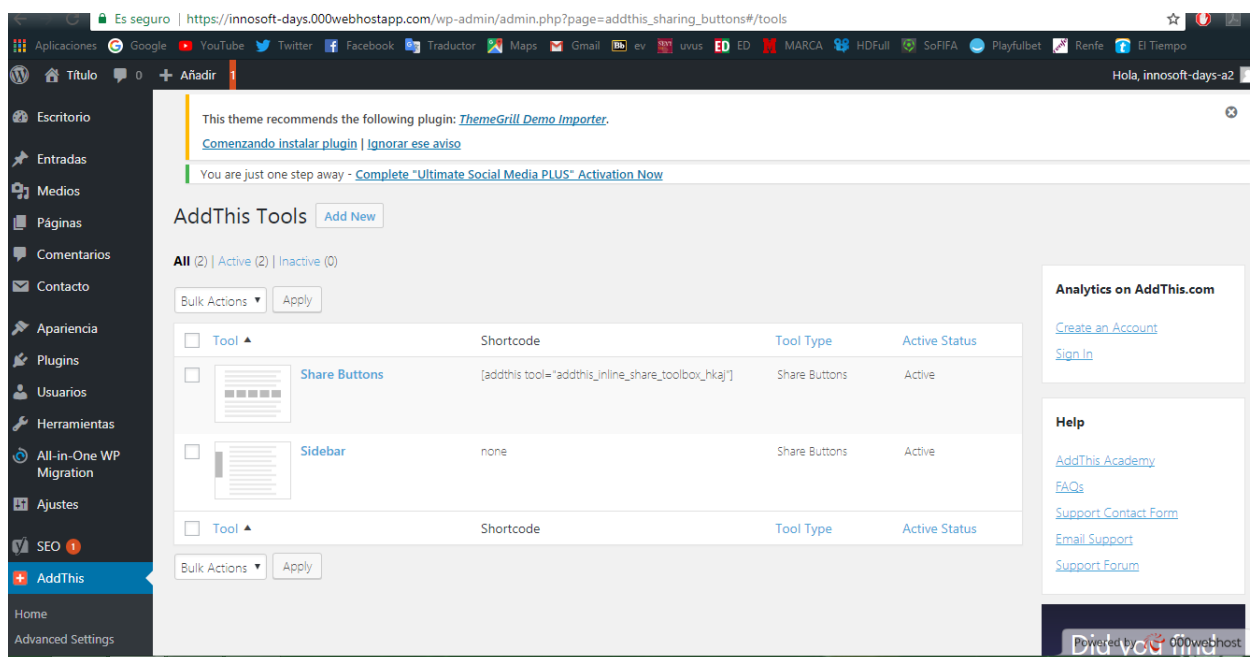 Es seguro | https://innosoft-days.000webhostapp.com/wp-admin/admin.php?page=addthis_sharing_buttons#/tools
Aplicaciones Google YouTube Twitter Facebook Traductor Maps Gmail Bb ev uvus ED ED MARCA HDFull SoFIFA Playfulbet Renfe El Tiempo
Título 0 + Añadir 1 Hola, innosoft-days-a2
Escritorio
Entradas
Medios
Páginas
Comentarios
Contacto
Apariencia
Plugins
Usuarios
Herramientas
All-in-One WP
Migration
Ajustes
SEO 1
AddThis
Home
Advanced Settings
This theme recommends the following plugin: ThemeGrill Demo Importer.
Comenzando instalar plugin | Ignorar ese aviso
You are just one step away - Complete "Ultimate Social Media PLUS" Activation Now
AddThis Tools Add New
All (2) | Active (2) | Inactive (0)
Bulk Actions Apply
Tool Shortcode Tool Type Active Status
Share Buttons [addthis tool="addthis_inline_share_toolbox_hkaj"] Share Buttons Active
Sidebar none Share Buttons Active
Tool Shortcode Tool Type Active Status
Bulk Actions Apply
Analytics on AddThis.com
Create an Account
Sign In
Help
AddThis Academy
FAQs
Support Contact Form
Email Support
Support Forum
Did you find
Powered by 000webhost